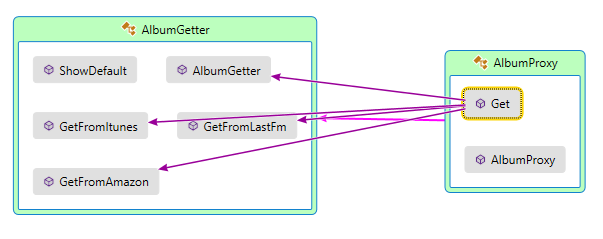 AlbumGetter
ShowDefault
AlbumGetter
GetFromItunes
GetFromLastFm
GetFromAmazon
AlbumProxy
Get
AlbumProxy